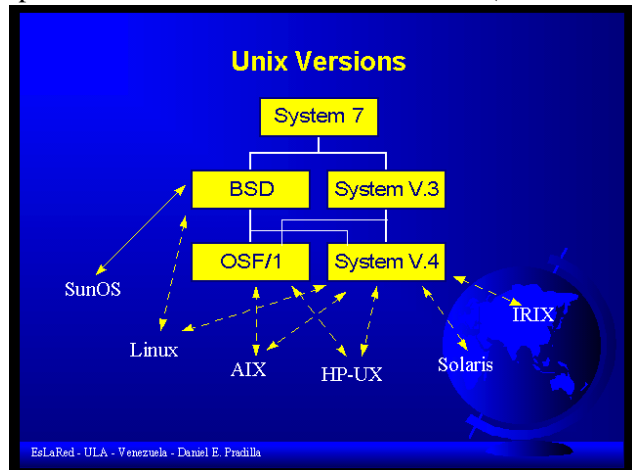 Unix Versions
System 7
BSD
System V.3
OSF/1
System V.4
SunOS
IRIX
Linux
AIX
HP-UX
Solaris
EsLaRed - ULA - Venezuela - Daniel E. Pradilla